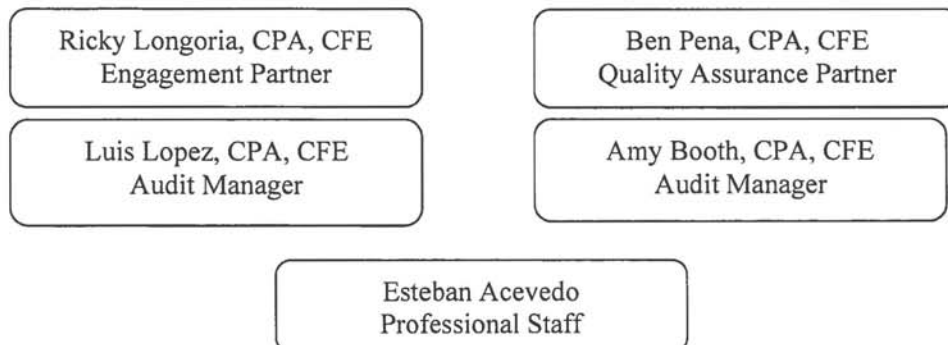 Ricky Longoria, CPA, CFE
Engagement Partner
Ben Pena, CPA, CFE
Quality Assurance Partner
Luis Lopez, CPA, CFE
Audit Manager
Amy Booth, CPA, CFE
Audit Manager
Esteban Acevedo
Professional Staff